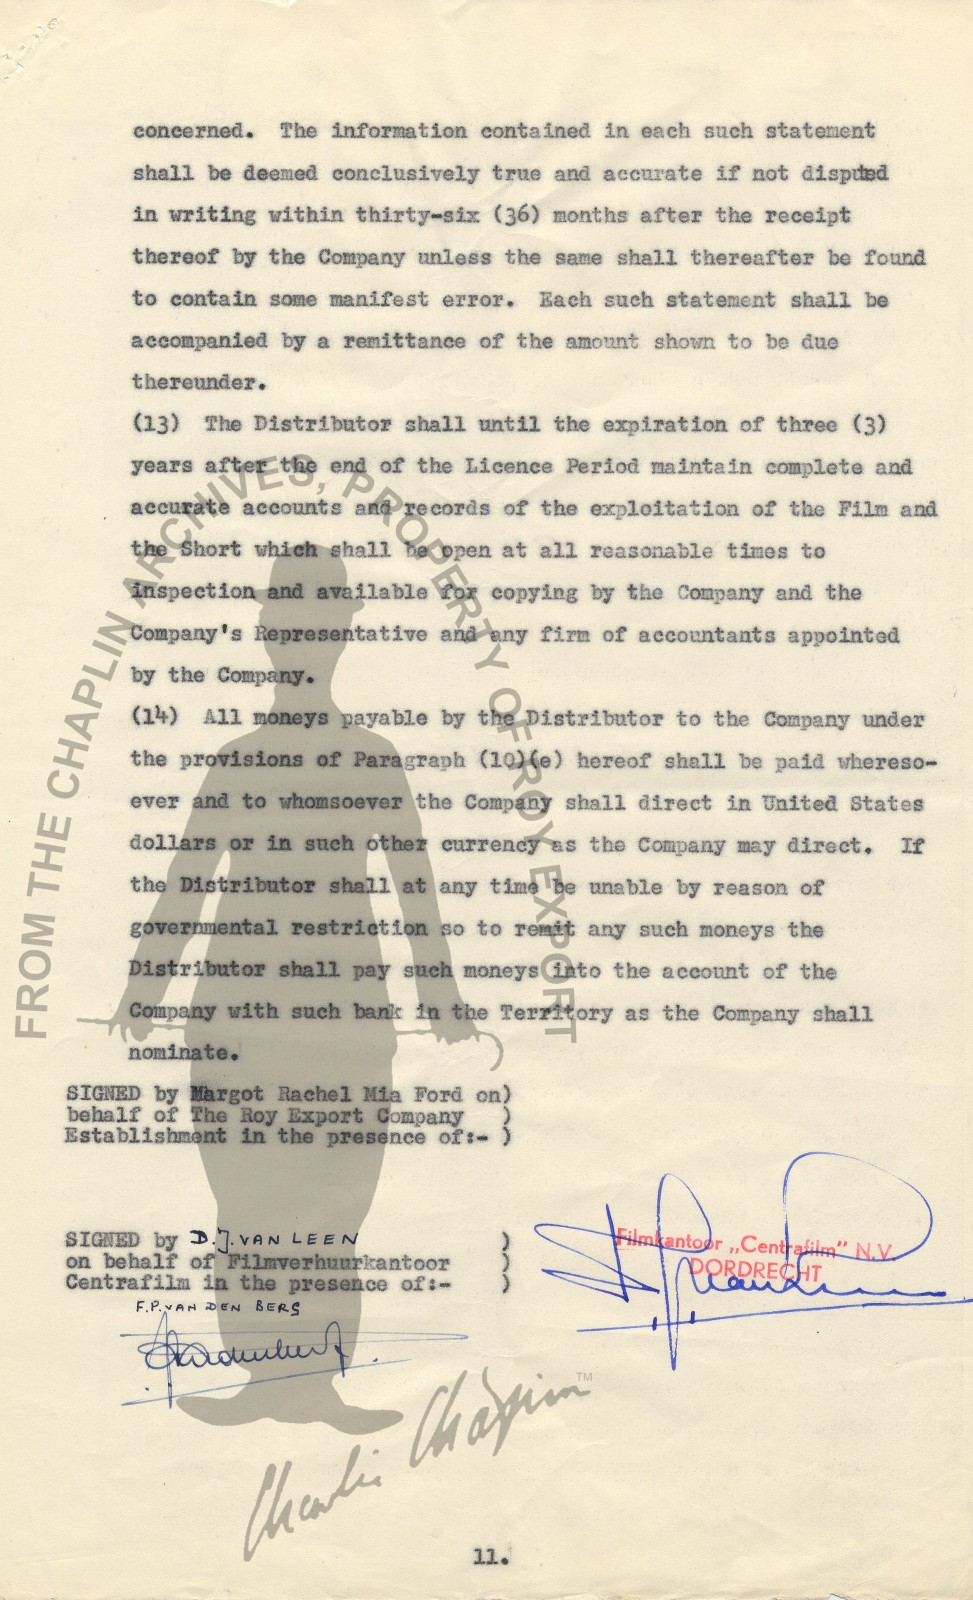 concerned. The information contained in each such statement
shall be deemed conclusively true and accurate if not disputed
in writing within thirty-six (36) months after the receipt
thereof by the Company unless the same shall thereafter be found
to contain some manifest error. Each such statement shall be
accompanied by a remittance of the amount shown to be due
thereunder.
(13) The Distributor shall until the expiration of three (3)
years after the end of the Licence Period maintain complete and
accurate accounts and records of the exploitation of the Film and
the Short which shall be open at all reasonable times to
inspection and available for copying by the Company and the
Company's Representative and any firm of accountants appointed
by the Company.
(14) All moneys payable by the Distributor to the Company under
the provisions of Paragraph (10)(e) hereof shall be paid whereso-
ever and to whomsoever the Company shall direct in United States
dollars or in such other currency as the Company may direct. If
the Distributor shall at any time be unable by reason of
governmental restriction so to remit any such moneys the
Distributor shall pay such moneys into the account of the
Company with such bank in the Territory as the Company shall
nominate.
SIGNED by Margot Rachel Mia Ford on)
behalf of The Roy Export Company )
Establishment in the presence of:- )
SIGNED by D.J. VAN LEEN )
on behalf of Filmverhuurkantoor )
Centrafilm in the presence of:- )
F.P. VAN DEN BERG
Filmkantoor „Centrafilm" N.V.
DORDRECHT
FROM THE CHAPLIN ARCHIVES, PROPERTY OF ROY EXPORT
Charlie Chaplin TM
11.